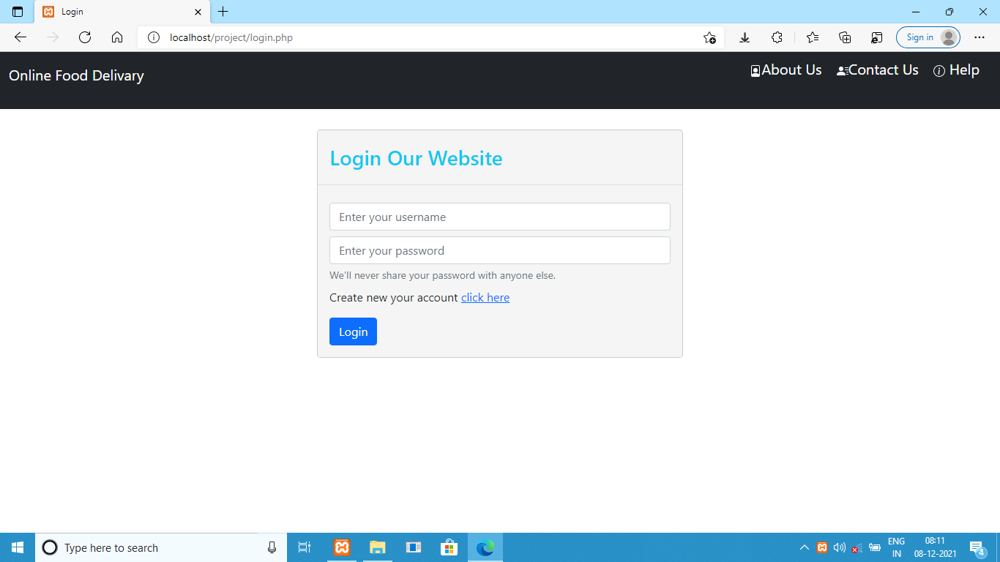 Login
localhost/project/login.php
Sign in
Online Food Delivary
About Us Contact Us Help
Login Our Website
Enter your username
Enter your password
We'll never share your password with anyone else.
Create new your account click here
Login
Type here to search
ENG
IN
08:11
08-12-2021
4